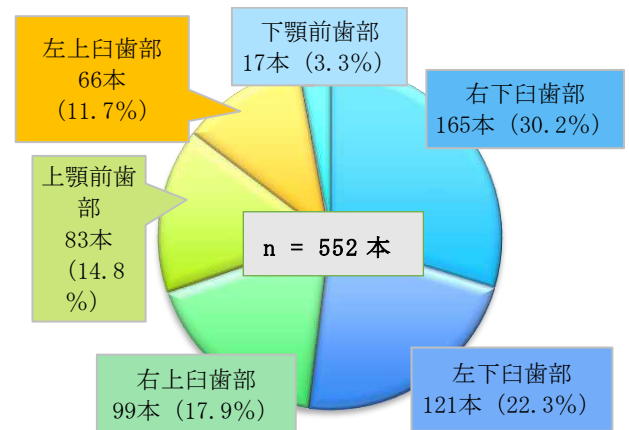 下顎前歯部
17本（3.3%）
左上臼歯部
66本
（11.7%）
右下臼歯部
165本（30.2%）
上顎前歯
部
83本
（14.8
%）
n = 552 本
右上臼歯部
99本（17.9%）
左下臼歯部
121本（22.3%）